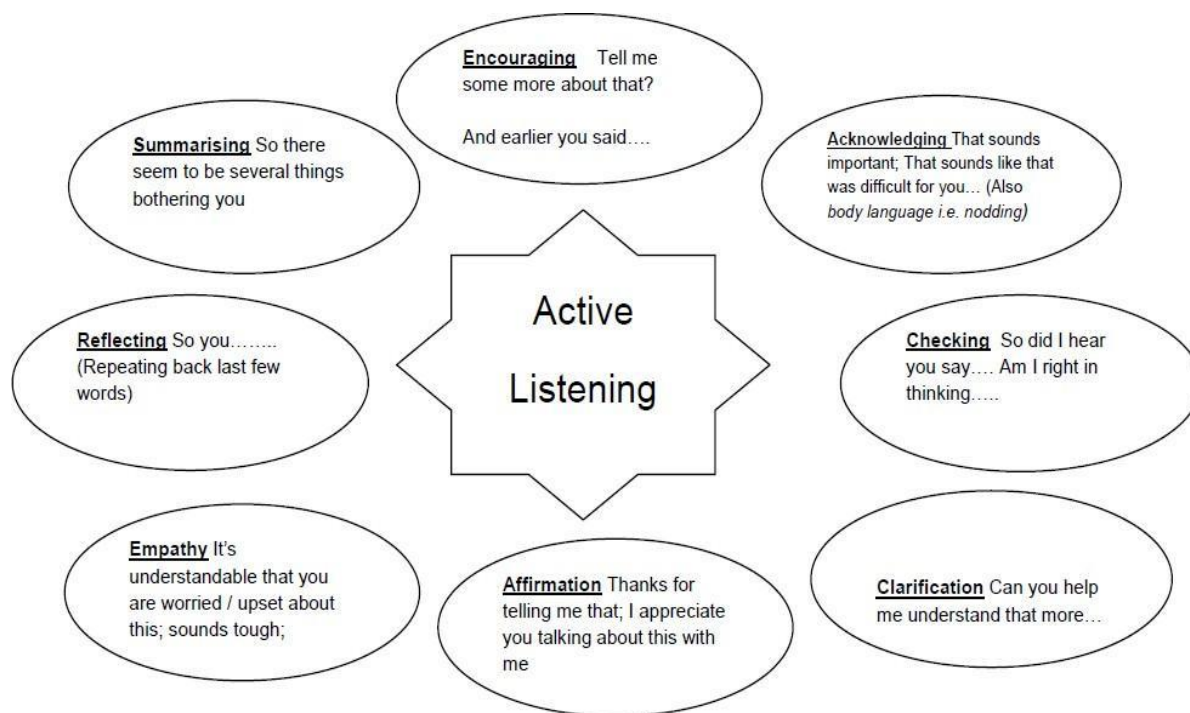 Encouraging Tell me
some more about that?
And earlier you said....
Summarising So there
seem to be several things
bothering you
Acknowledging That sounds
important; That sounds like that
was difficult for you... (Also
body language i.e. nodding)
Active
Listening
Reflecting So you........
(Repeating back last few
words)
Checking So did I hear
you say.... Am I right in
thinking.....
Empathy It's
understandable that you
are worried / upset about
this; sounds tough;
Affirmation Thanks for
telling me that; I appreciate
you talking about this with
me
Clarification Can you help
me understand that more...